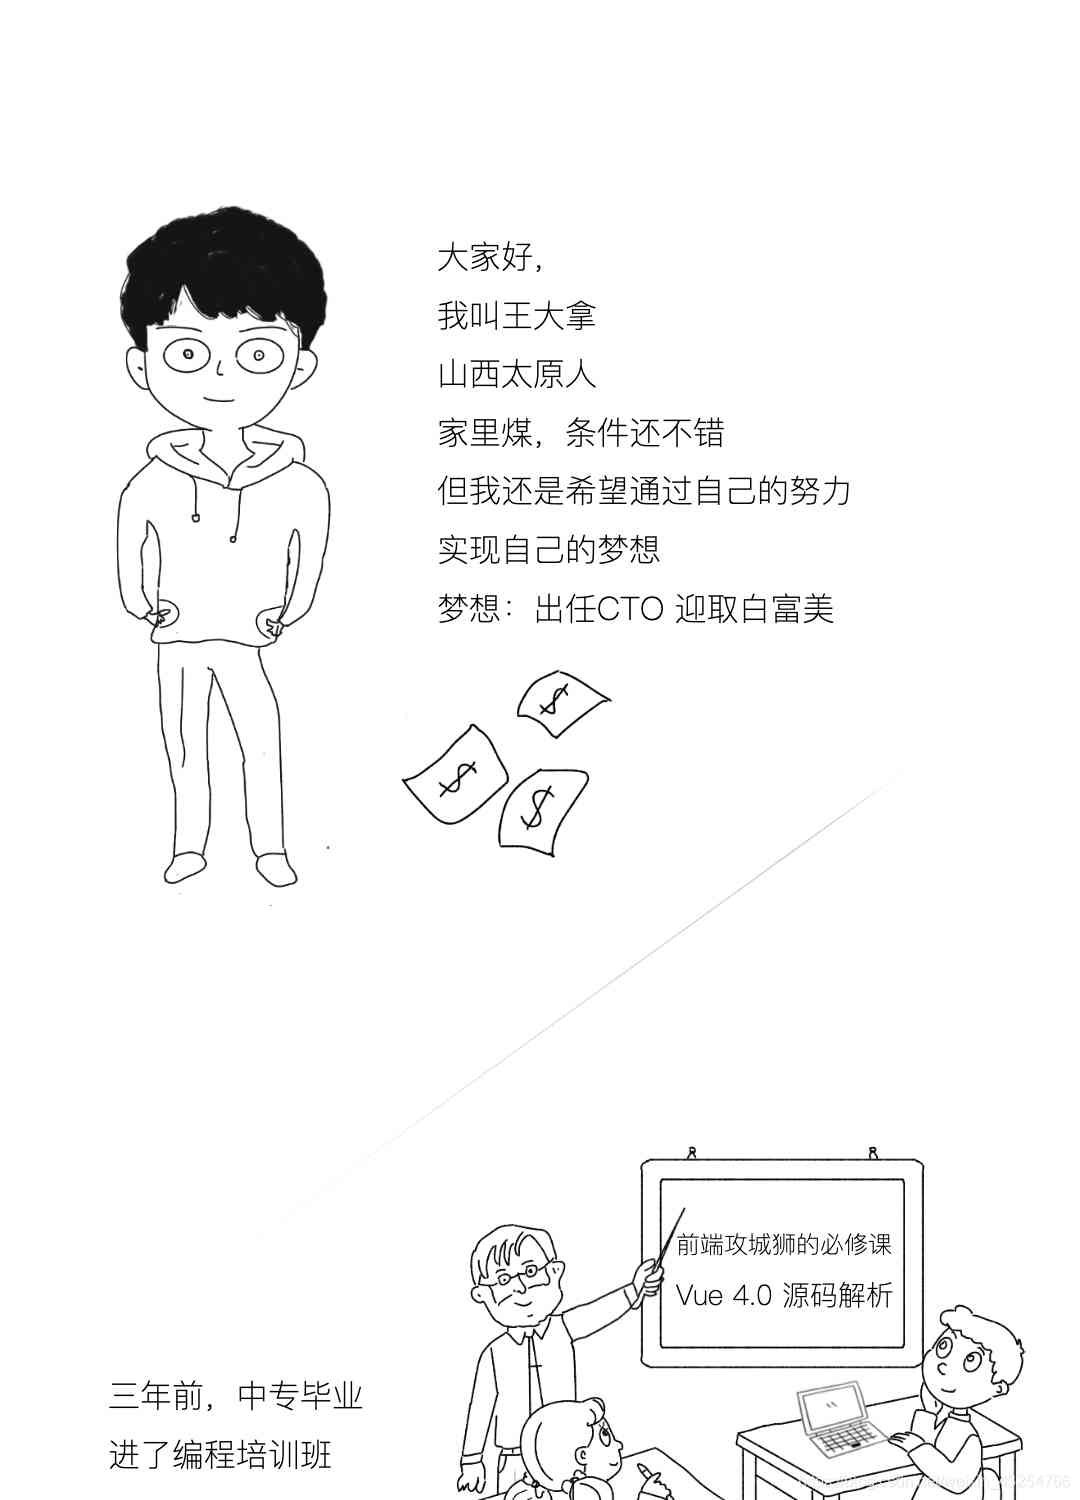 大家好，
我叫王大拿
山西太原人
家里煤，条件还不错
但我还是希望通过自己的努力
实现自己的梦想
梦想：出任CTO 迎取白富美
$
$
$
前端攻城狮的必修课
Vue 4.0 源码解析
三年前，中专毕业
进了编程培训班